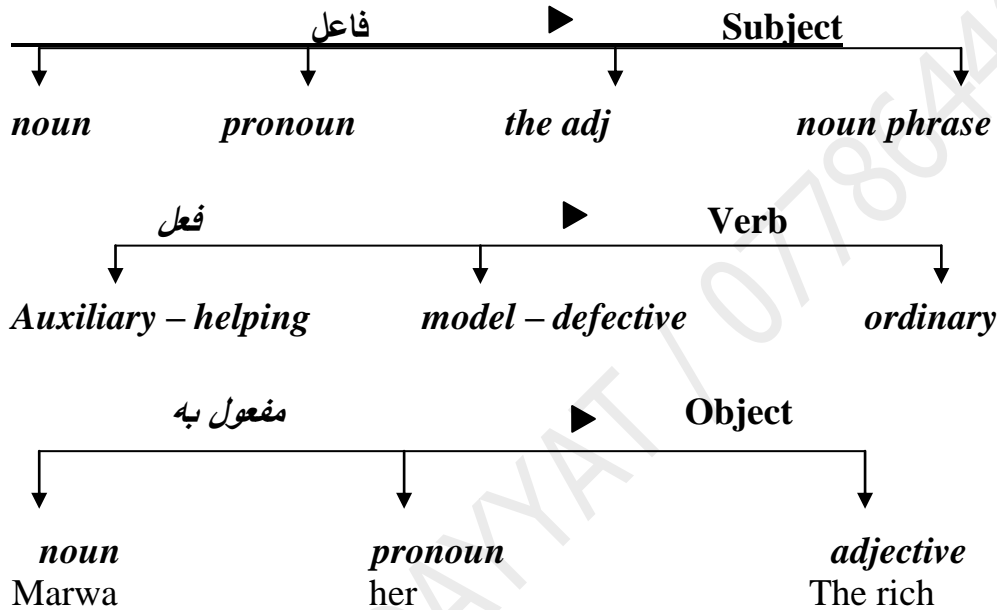 فاعل ► Subject
noun pronoun the adj noun phrase
فعل ► Verb
Auxiliary – helping model – defective ordinary
مفعول به ► Object
noun pronoun adjective
Marwa her The rich